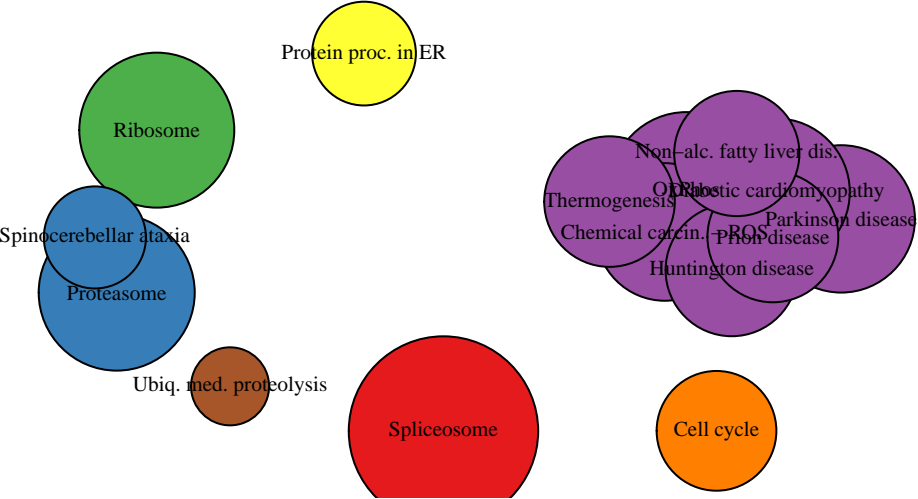 Protein proc. in ER
Ribosome
Non−alc. fatty liver dis.
Diabetic cardiomyopathy
Thermogenesis
Parkinson disease
Chemical carcin. − ROS
Prion disease
Spinocerebellar ataxia
Huntington disease
Proteasome
Ubiq. med. proteolysis
Spliceosome
Cell cycle